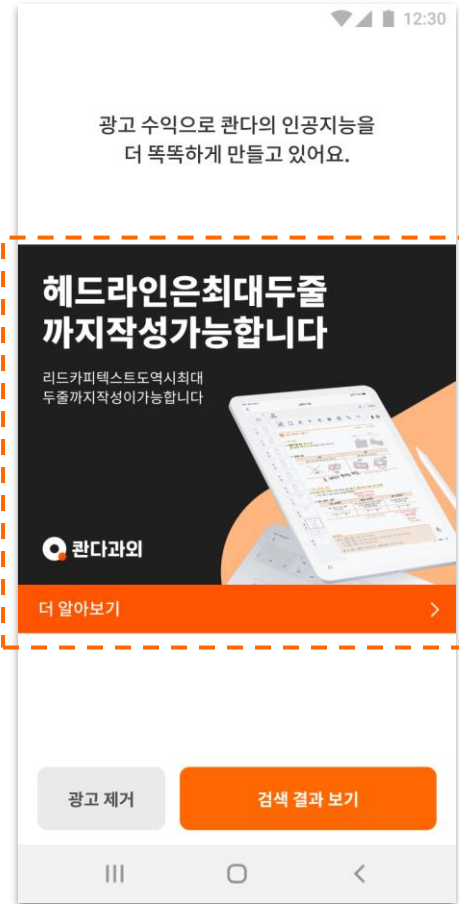 12:30
광고 수익으로 콴다의 인공지능을
더 똑똑하게 만들고 있어요.
헤드라인은최대두줄
까지작성가능합니다
리드카피텍스트도역시최대
두줄까지작성이가능합니다
콴다과외
더 알아보기
광고 제거
검색 결과 보기